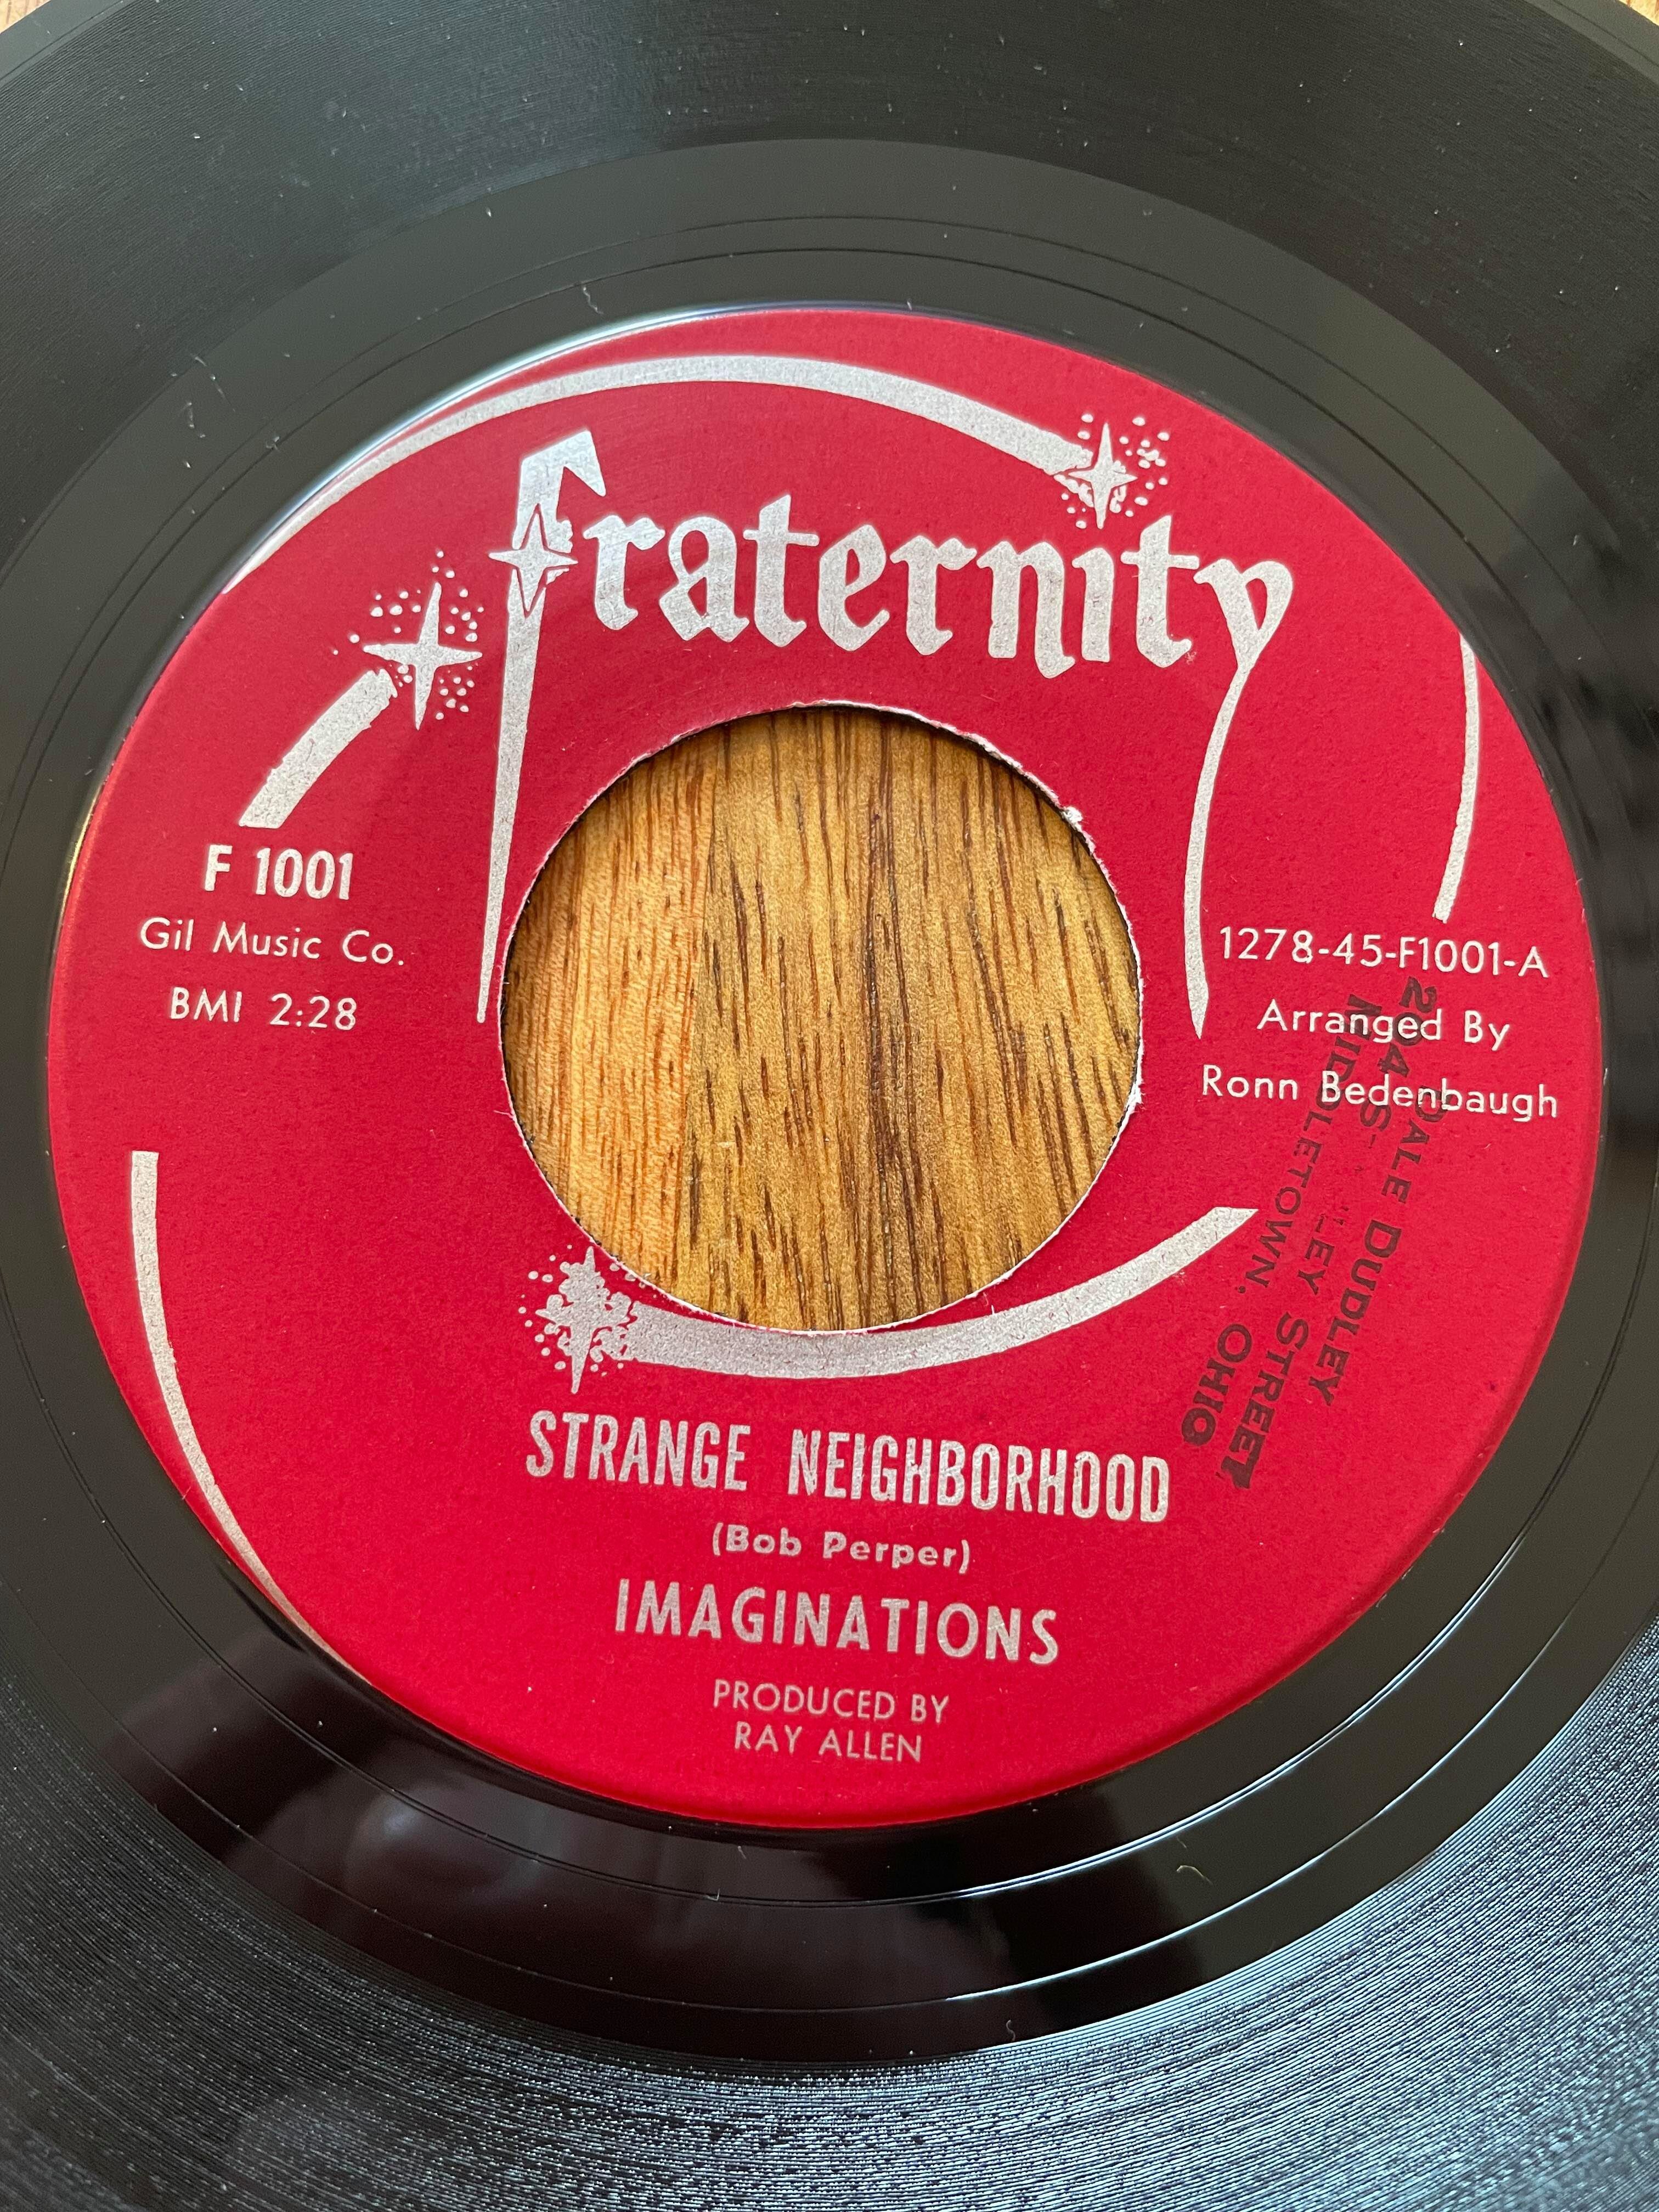 Fraternity
F 1001
Gil Music Co.
BMI 2:28
1278-45-F1001-A
Arranged By
Ronn Bedenbaugh
DALE DUDLEY
STREET
MIDDLETOWN, OHIO
STRANGE NEIGHBORHOOD
(Bob Perper)
IMAGINATIONS
PRODUCED BY
RAY ALLEN